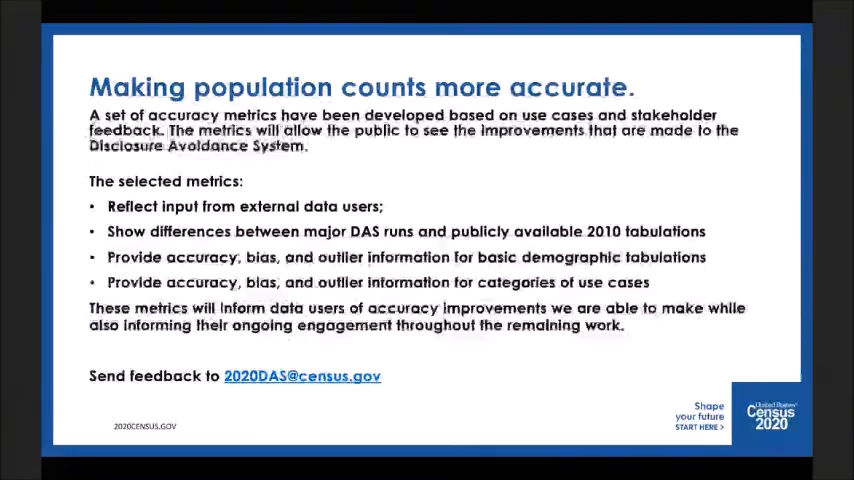 Making population counts more accurate.
A set of accuracy metrics have been developed based on use cases and stakeholder
feedback. The metrics will allow the public to see the improvements that are made to the
Disclosure Avoidance System.
The selected metrics:
• Reflect input from external data users;
• Show differences between major DAS runs and publicly available 2010 tabulations
• Provide accuracy, bias, and outlier information for basic demographic tabulations
• Provide accuracy, bias, and outlier information for categories of use cases
These metrics will inform data users of accuracy improvements we are able to make while
also informing their ongoing engagement throughout the remaining work.
Send feedback to 2020DAS@census.gov
2020CENSUS.GOV
Shape
your future
START HERE >
United States®
Census
2020